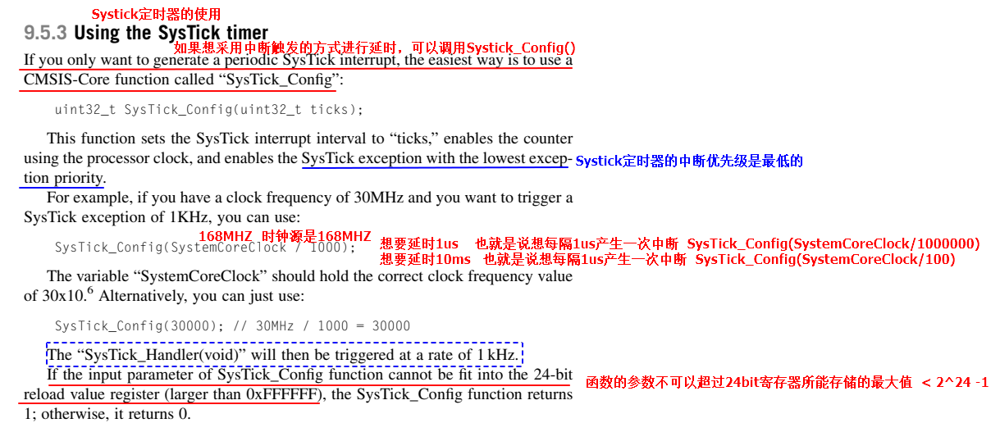 Systick定时器的使用
9.5.3 Using the SysTick timer
如果想采用中断触发的方式进行延时，可以调用Systick_Config()
If you only want to generate a periodic SysTick interrupt, the easiest way is to use a
CMSIS-Core function called “SysTick_Config”:
uint32_t SysTick_Config(uint32_t ticks);
This function sets the SysTick interrupt interval to “ticks,” enables the counter
using the processor clock, and enables the SysTick exception with the lowest excep-
Systick定时器的中断优先级是最低的
tion priority.
For example, if you have a clock frequency of 30MHz and you want to trigger a
SysTick exception of 1KHz, you can use:
168MHZ 时钟源是168MHZ
SysTick_Config(SystemCoreClock / 1000);
想要延时1us 也就是说想每隔1us产生一次中断 SysTick_Config(SystemCoreClock/1000000)
想要延时10ms 也就是说想每隔1us产生一次中断 SysTick_Config(SystemCoreClock/100)
The variable “SystemCoreClock” should hold the correct clock frequency value
of 30x10.6 Alternatively, you can just use:
SysTick_Config(30000); // 30MHz / 1000 = 30000
The “SysTick_Handler(void)” will then be triggered at a rate of 1 kHz.
If the input parameter of SysTick_Config function cannot be fit into the 24-bit
函数的参数不可以超过24bit寄存器所能存储的最大值 < 2^24 -1
reload value register (larger than 0xFFFFFF), the SysTick_Config function returns
1; otherwise, it returns 0.